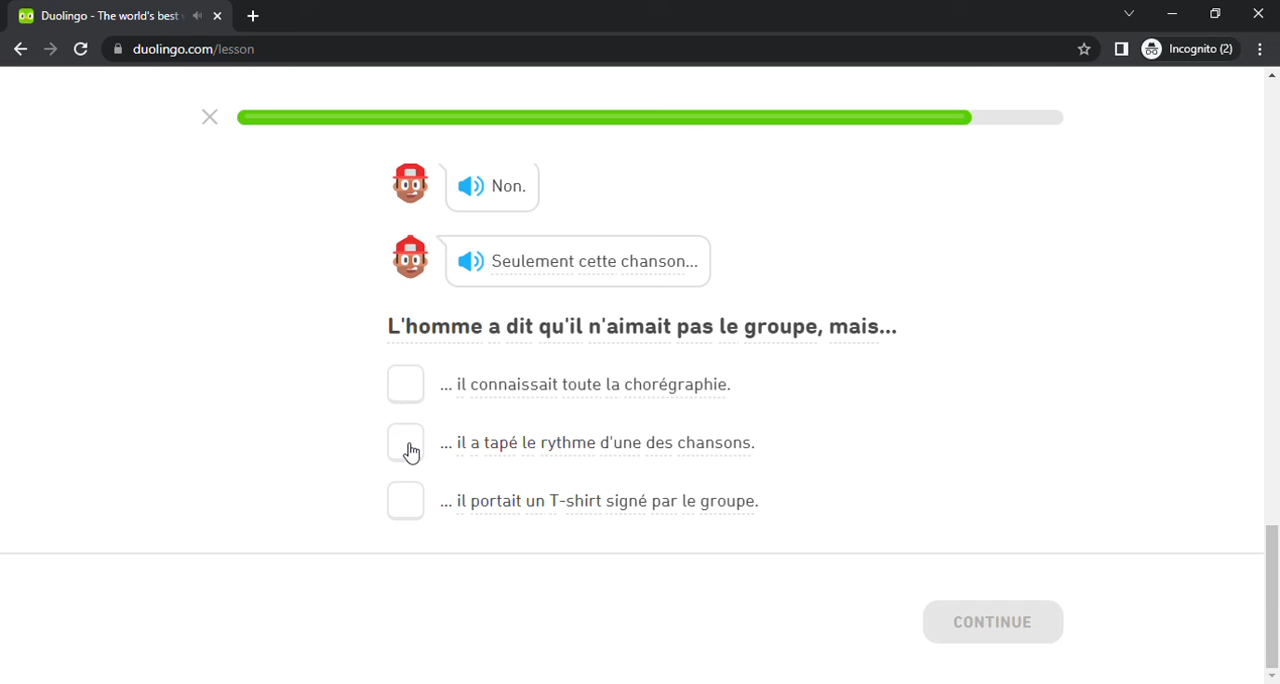 Duolingo - The world's best
duolingo.com/lesson
Incognito (2)
Non.
Seulement cette chanson...
L'homme a dit qu'il n'aimait pas le groupe, mais...
... il connaissait toute la chorégraphie.
... il a tapé le rythme d'une des chansons.
... il portait un T-shirt signé par le groupe.
CONTINUE